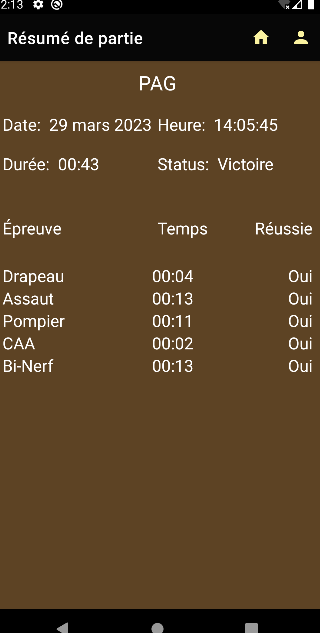 2:13
Résumé de partie
PAG
Date: 29 mars 2023 Heure: 14:05:45
Durée: 00:43 Status: Victoire
Épreuve Temps Réussie
Drapeau 00:04 Oui
Assaut 00:13 Oui
Pompier 00:11 Oui
CAA 00:02 Oui
Bi-Nerf 00:13 Oui